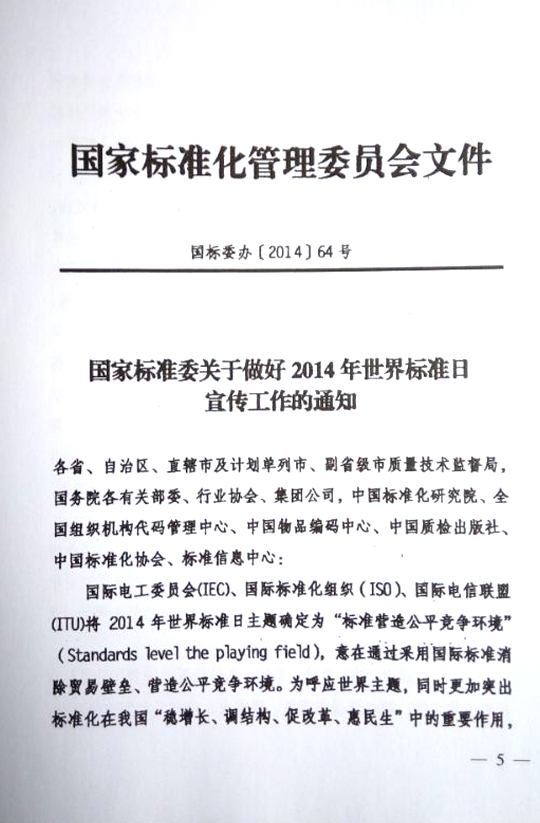 国家标准化管理委员会文件
国标委办〔2014〕64号
国家标准委关于做好2014年世界标准日
宣传工作的通知
各省、自治区、直辖市及计划单列市、副省级市质量技术监督局，
国务院各有关部委、行业协会、集团公司，中国标准化研究院、全
国组织机构代码管理中心、中国物品编码中心、中国质检出版社、
中国标准化协会、标准信息中心：
国际电工委员会(IEC)、国际标准化组织（ISO)、国际电信联盟
(ITU)将 2014年世界标准日主题确定为“标准营造公平竞争环境”
（Standards level the playing field)，意在通过采用国际标准消
除贸易壁垒、营造公平竞争环境。为呼应世界主题，同时更加突出
标准化在我国“稳增长、调结构、促改革、惠民生”中的重要作用，
— 5 —